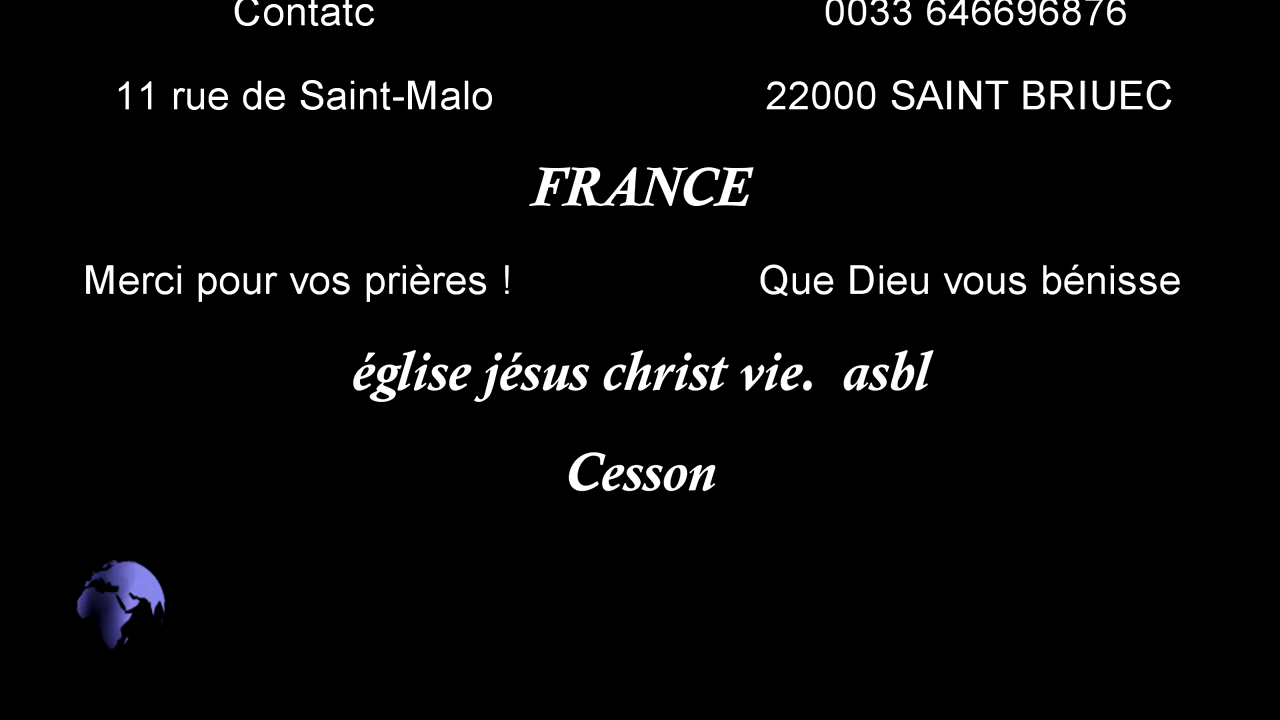 Contatc 0033 646696876
11 rue de Saint-Malo 22000 SAINT BRIUEC
FRANCE
Merci pour vos prières ! Que Dieu vous bénisse
église jésus christ vie. asbl
Cesson